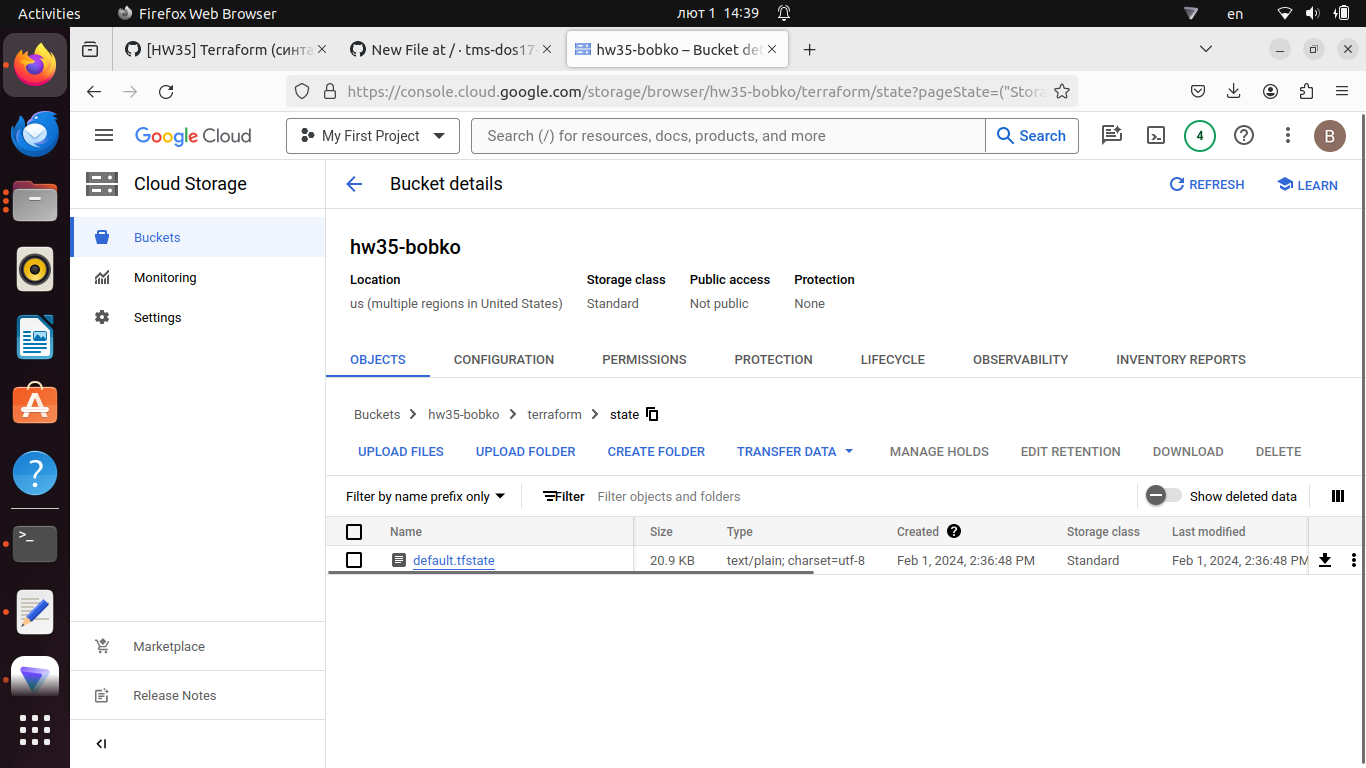 Activities Firefox Web Browser лют 1 14:39 en
[HW35] Terraform (синта New File at / · tms-dos17- hw35-bobko – Bucket det
https://console.cloud.google.com/storage/browser/hw35-bobko/terraform/state?pageState=("Stora
Google Cloud My First Project Search (/) for resources, docs, products, and more Search 4 B
Cloud Storage Bucket details REFRESH LEARN
Buckets
Monitoring
Settings
hw35-bobko
Location Storage class Public access Protection
us (multiple regions in United States) Standard Not public None
OBJECTS CONFIGURATION PERMISSIONS PROTECTION LIFECYCLE OBSERVABILITY INVENTORY REPORTS
Buckets hw35-bobko terraform state
UPLOAD FILES UPLOAD FOLDER CREATE FOLDER TRANSFER DATA MANAGE HOLDS EDIT RETENTION DOWNLOAD DELETE
Filter by name prefix only Filter Filter objects and folders Show deleted data
Name Size Type Created Storage class Last modified
default.tfstate 20.9 KB text/plain; charset=utf-8 Feb 1, 2024, 2:36:48 PM Standard Feb 1, 2024, 2:36:48 PM
Marketplace
Release Notes